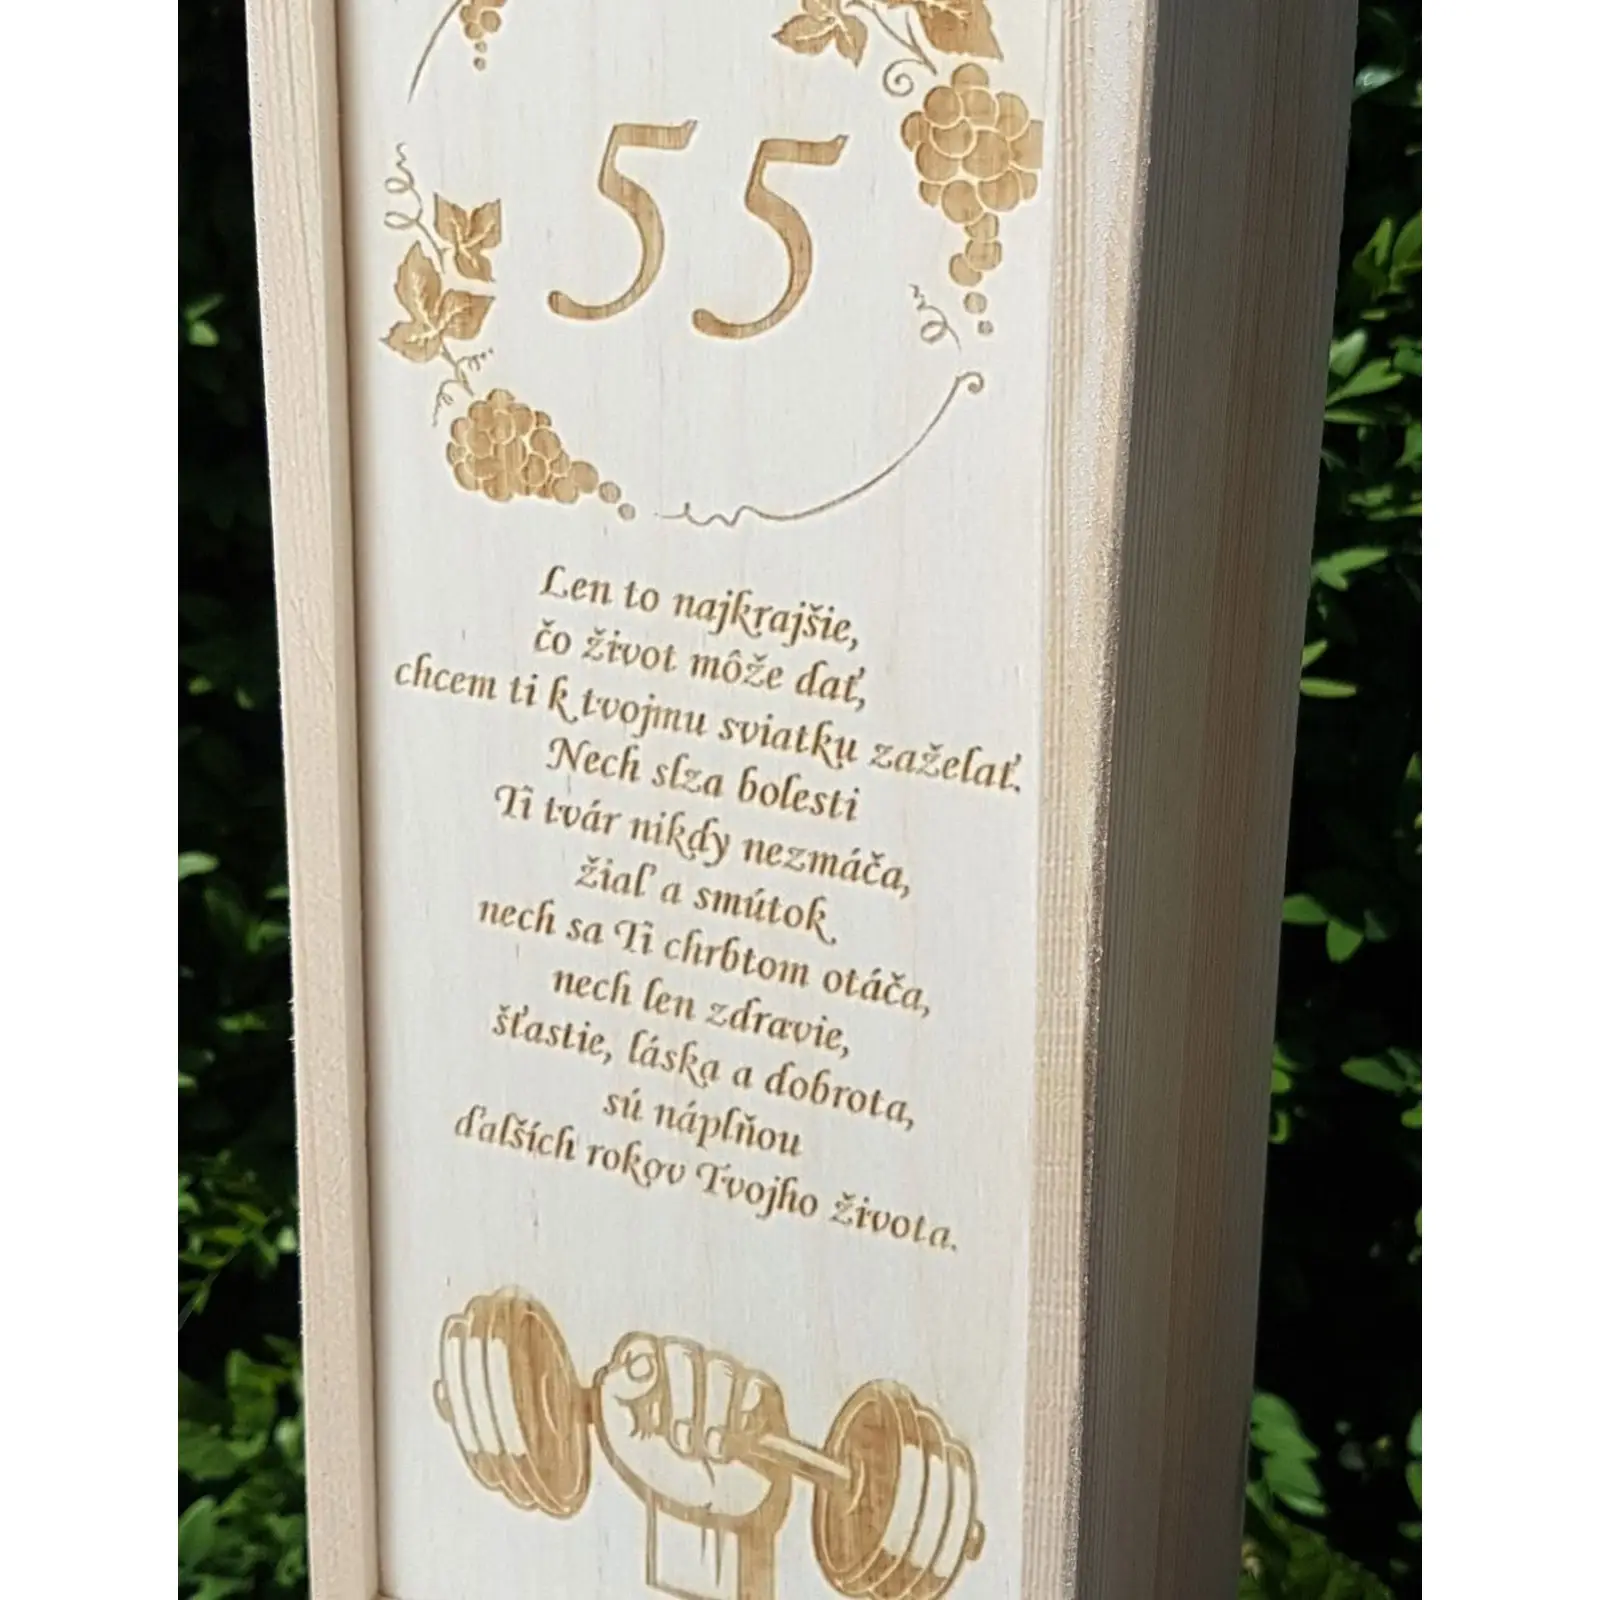 55
Len to najkrajšie,
čo život môže dať,
chcem ti k tvojmu sviatku zaželať.
Nech slza bolesti
Ti tvár nikdy nezmáča,
žiaľ a smútok
nech sa Ti chrbtom otáča,
nech len zdravie,
šťastie, láska a dobrota,
sú náplňou
ďalších rokov Tvojho života.